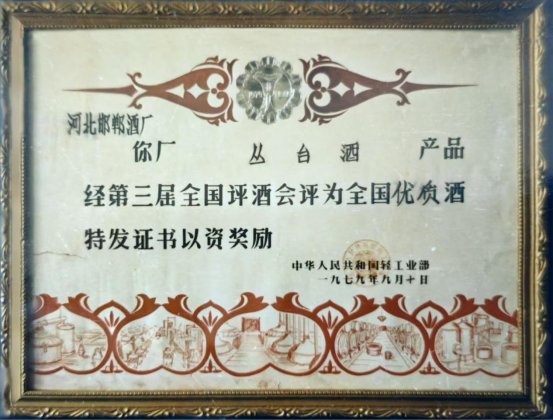 河北邯郸酒厂
你厂 丛台酒 产品
经第三届全国评酒会评为全国优质酒
特发证书以资奖励
中华人民共和国轻工业部
一九七九年九月十日